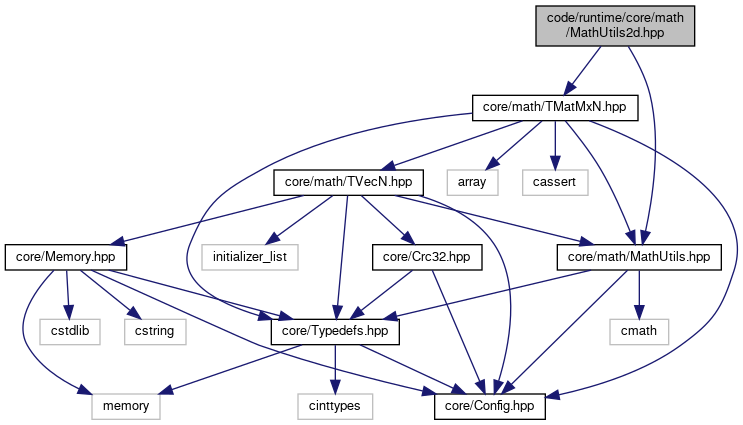 code/runtime/core/math
/MathUtils2d.hpp
core/math/TMatMxN.hpp
core/math/TVecN.hpp
array
cassert
core/Memory.hpp
initializer_list
core/Crc32.hpp
core/math/MathUtils.hpp
cstdlib
cstring
core/Typedefs.hpp
cmath
memory
cinttypes
core/Config.hpp